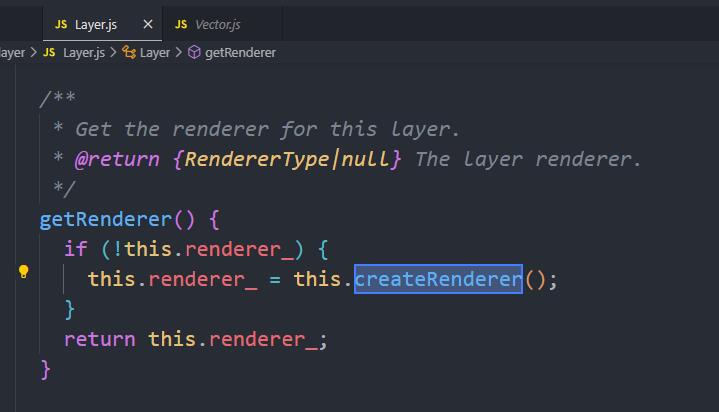 JS Layer.js × JS Vector.js
layer > JS Layer.js > Layer > getRenderer
/**
 * Get the renderer for this layer.
 * @return {RendererType|null} The layer renderer.
 */
getRenderer() {
  if (!this.renderer_) {
    this.renderer_ = this.createRenderer();
  }
  return this.renderer_;
}